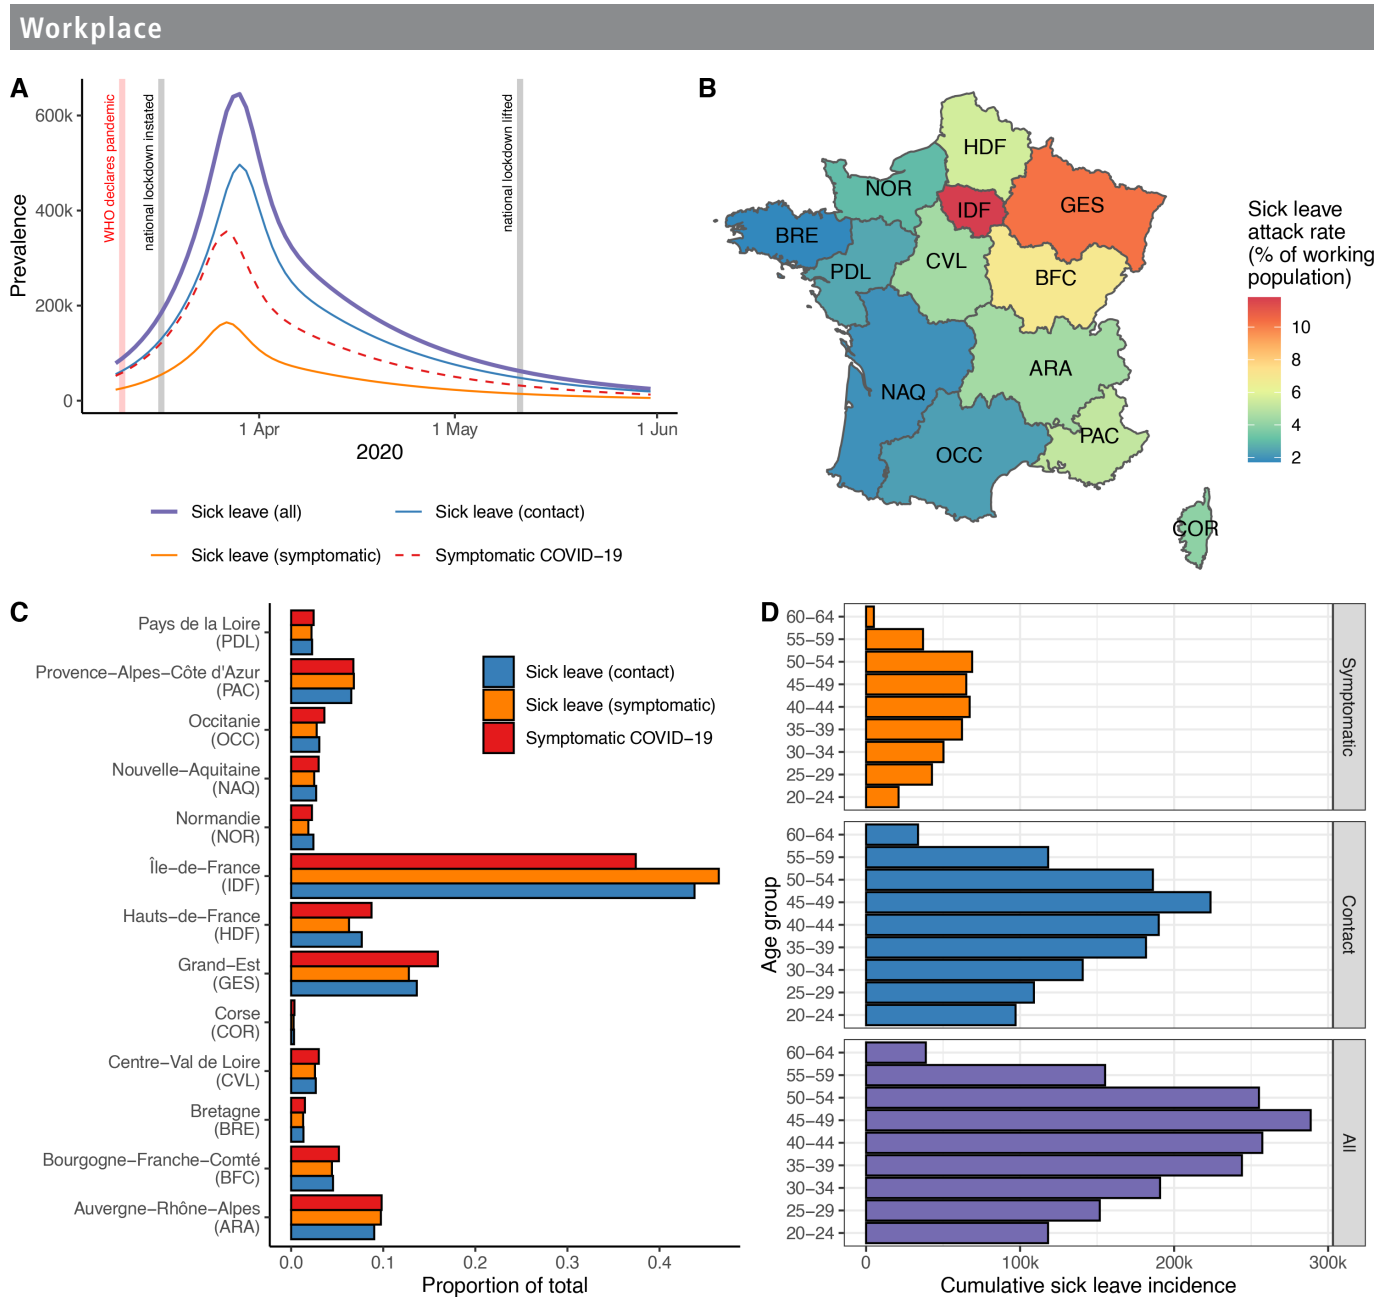 Workplace
A
Prevalence
600k
400k
200k
0
WHO declares pandemic
national lockdown instated
national lockdown lifted
1 Apr
1 May
1 Jun
2020
Sick leave (all)
Sick leave (contact)
Sick leave (symptomatic)
Symptomatic COVID−19
B
HDF
NOR
IDF
GES
BRE
PDL
CVL
BFC
ARA
NAQ
PAC
OCC
COR
Sick leave
attack rate
(% of working
population)
10
8
6
4
2
C
Pays de la Loire
(PDL)
Provence−Alpes−Côte d'Azur
(PAC)
Occitanie
(OCC)
Nouvelle−Aquitaine
(NAQ)
Normandie
(NOR)
Île−de−France
(IDF)
Hauts−de−France
(HDF)
Grand−Est
(GES)
Corse
(COR)
Centre−Val de Loire
(CVL)
Bretagne
(BRE)
Bourgogne−Franche−Comté
(BFC)
Auvergne−Rhône−Alpes
(ARA)
Sick leave (contact)
Sick leave (symptomatic)
Symptomatic COVID−19
0.0
0.1
0.2
0.3
0.4
Proportion of total
D
Age group
60−64
55−59
50−54
45−49
40−44
35−39
30−34
25−29
20−24
Symptomatic
60−64
55−59
50−54
45−49
40−44
35−39
30−34
25−29
20−24
Contact
60−64
55−59
50−54
45−49
40−44
35−39
30−34
25−29
20−24
All
0
100k
200k
300k
Cumulative sick leave incidence